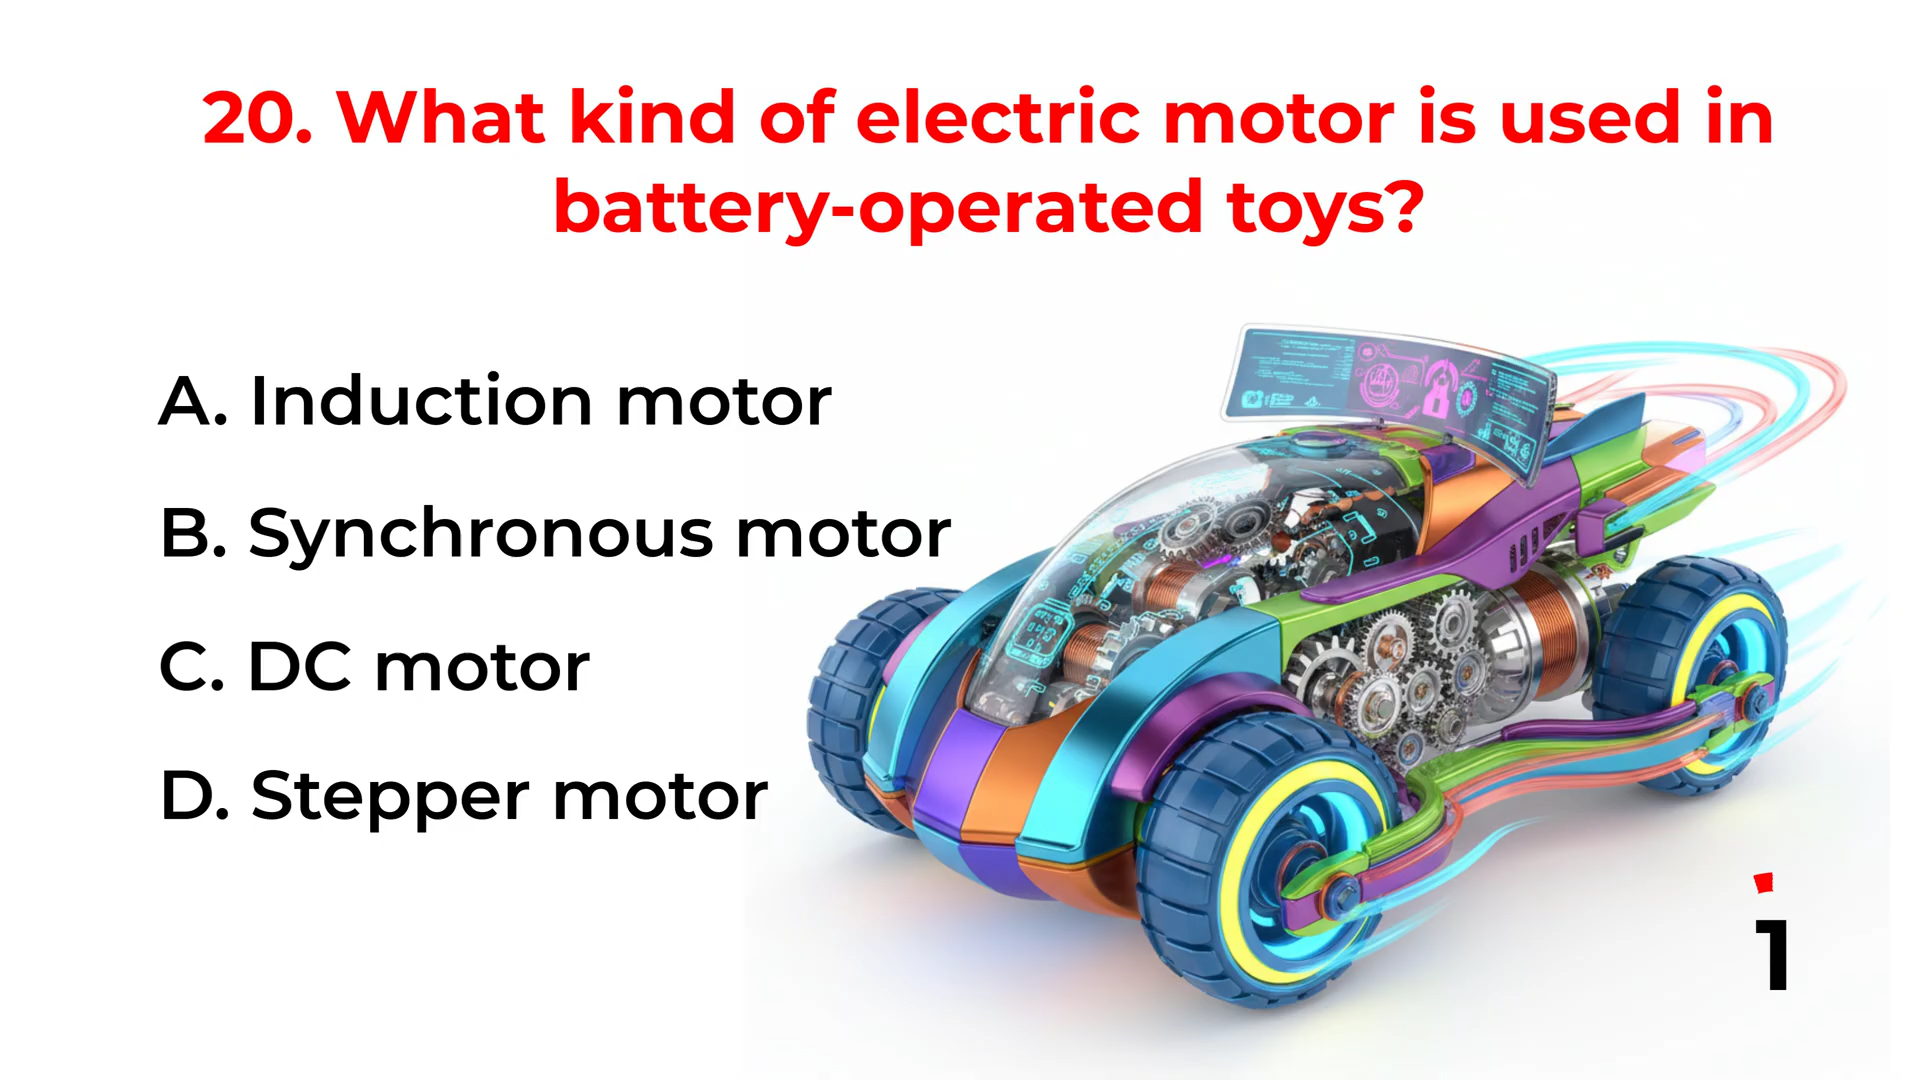 20. What kind of electric motor is used in
battery-operated toys?
A. Induction motor
B. Synchronous motor
C. DC motor
D. Stepper motor
1